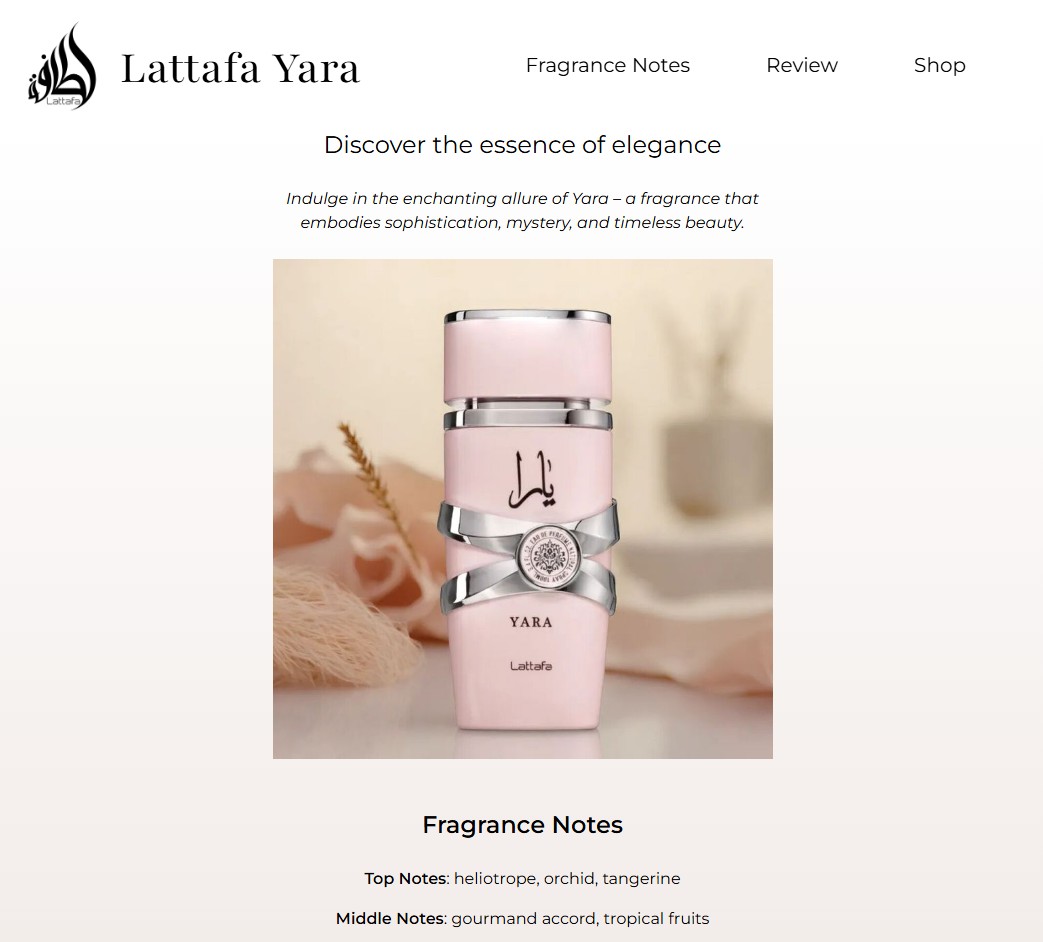 Lattafa
Lattafa Yara
Fragrance Notes
Review
Shop
Discover the essence of elegance
Indulge in the enchanting allure of Yara – a fragrance that
embodies sophistication, mystery, and timeless beauty.
يارا
YARA
Lattafa
Fragrance Notes
Top Notes: heliotrope, orchid, tangerine
Middle Notes: gourmand accord, tropical fruits